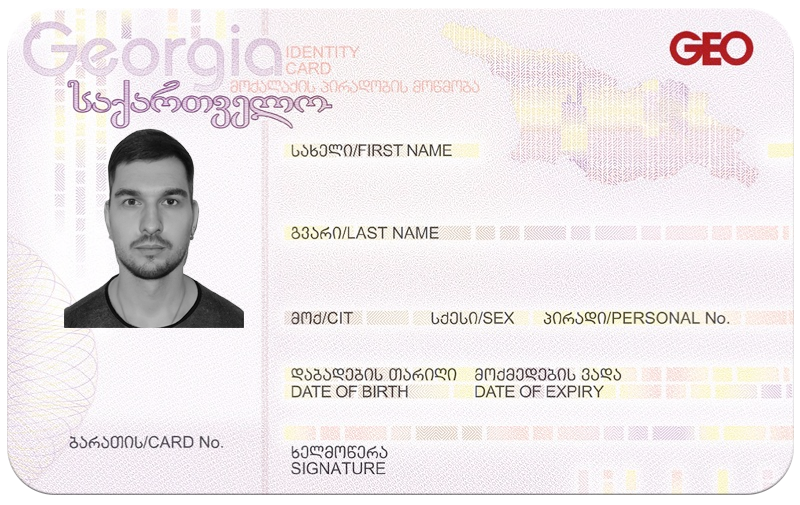 Georgia
IDENTITY
CARD
მოქალაქის პირადობის მოწმობა
GEO
საქართველო
სახელი/FIRST NAME
გვარი/LAST NAME
მოქ/CIT სქესი/SEX პირადი/PERSONAL No.
დაბადების თარიღი მოქმედების ვადა
DATE OF BIRTH DATE OF EXPIRY
ბარათის/CARD No.
ხელმოწერა
SIGNATURE